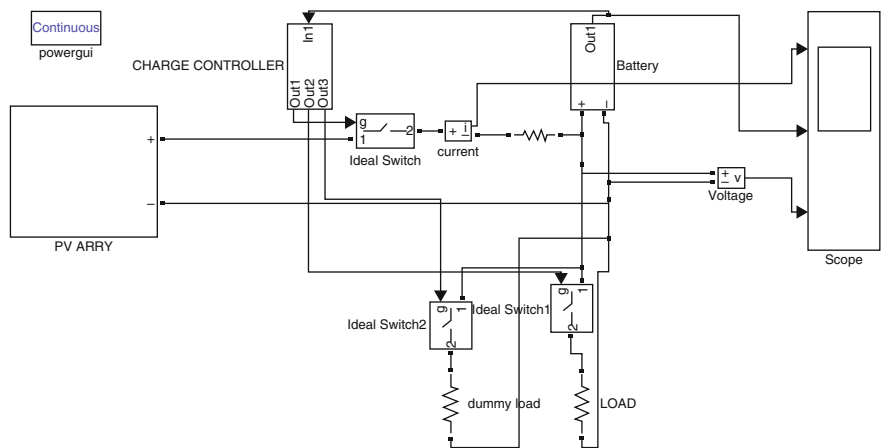 Continuous
powergui
CHARGE CONTROLLER
In1
Out1
Out2
Out3
Out1
Battery
+
−
PV ARRY
+
−
g
1
2
Ideal Switch
+
i
−
current
+
−
v
Voltage
Scope
Ideal Switch2
g
1
2
Ideal Switch1
g
1
2
dummy load
LOAD